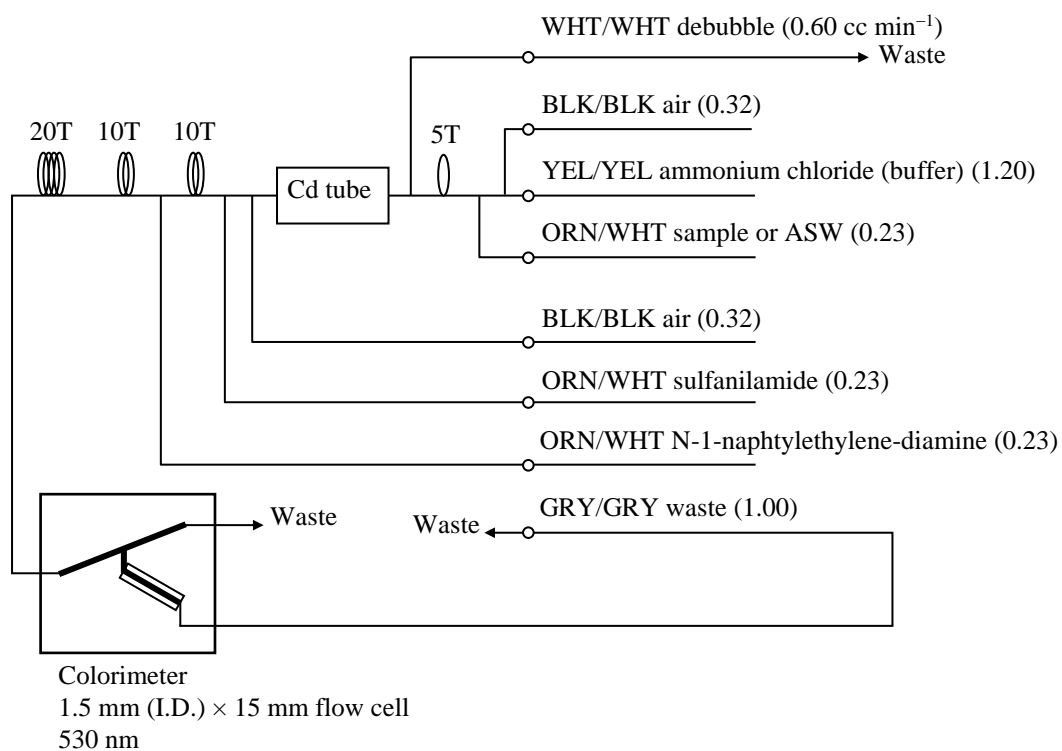 WHT/WHT debubble (0.60 cc min⁻¹)
Waste
BLK/BLK air (0.32)
20T
10T
10T
5T
YEL/YEL ammonium chloride (buffer) (1.20)
Cd tube
ORN/WHT sample or ASW (0.23)
BLK/BLK air (0.32)
ORN/WHT sulfanilamide (0.23)
ORN/WHT N-1-naphtylethylene-diamine (0.23)
GRY/GRY waste (1.00)
Waste
Waste
Colorimeter
1.5 mm (I.D.) × 15 mm flow cell
530 nm